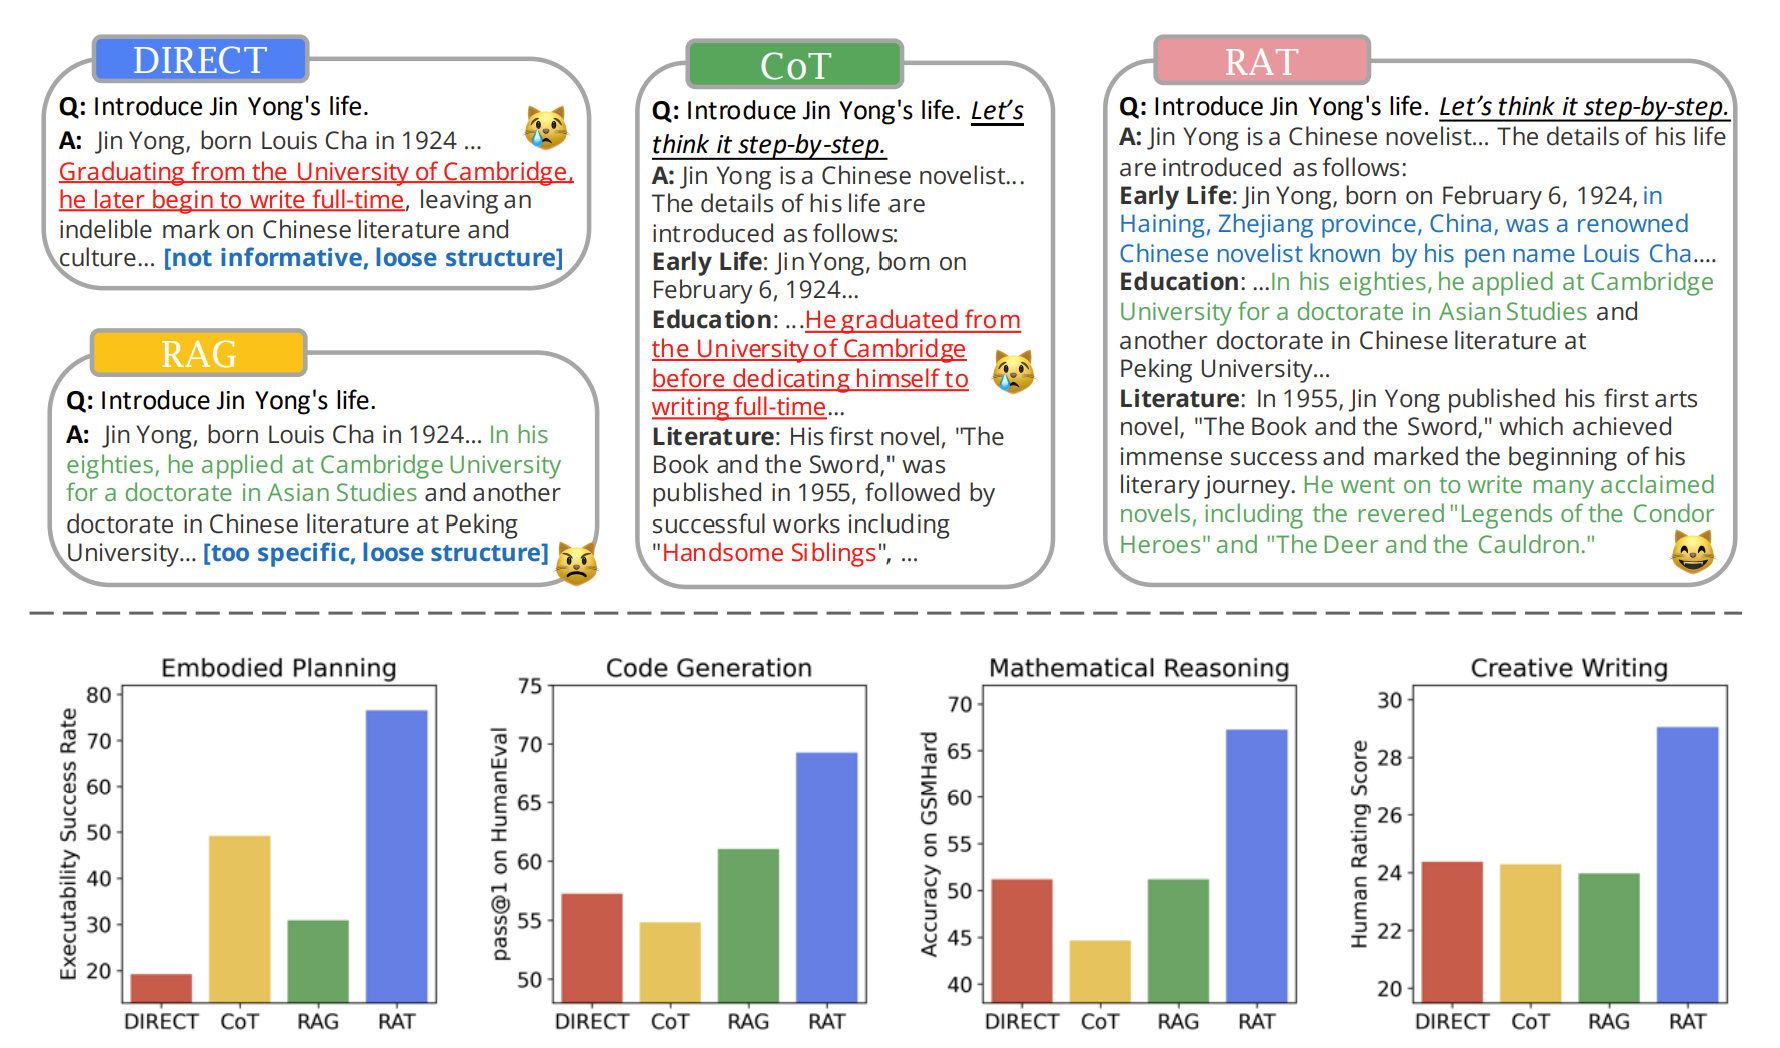 DIRECT
Q: Introduce Jin Yong's life.
A: Jin Yong, born Louis Cha in 1924 ...
Graduating from the University of Cambridge,
he later begin to write full-time, leaving an
indelible mark on Chinese literature and
culture... [not informative, loose structure]
RAG
Q: Introduce Jin Yong's life.
A: Jin Yong, born Louis Cha in 1924... In his
eighties, he applied at Cambridge University
for a doctorate in Asian Studies and another
doctorate in Chinese literature at Peking
University... [too specific, loose structure]
CoT
Q: Introduce Jin Yong's life. Let's
think it step-by-step.
A: Jin Yong is a Chinese novelist...
The details of his life are
introduced as follows:
Early Life: Jin Yong, born on
February 6, 1924...
Education: ...He graduated from
the University of Cambridge
before dedicating himself to
writing full-time...
Literature: His first novel, "The
Book and the Sword," was
published in 1955, followed by
successful works including
"Handsome Siblings", ...
RAT
Q: Introduce Jin Yong's life. Let's think it step-by-step.
A: Jin Yong is a Chinese novelist... The details of his life
are introduced as follows:
Early Life: Jin Yong, born on February 6, 1924, in
Haining, Zhejiang province, China, was a renowned
Chinese novelist known by his pen name Louis Cha....
Education: ...In his eighties, he applied at Cambridge
University for a doctorate in Asian Studies and
another doctorate in Chinese literature at
Peking University...
Literature: In 1955, Jin Yong published his first arts
novel, "The Book and the Sword," which achieved
immense success and marked the beginning of his
literary journey. He went on to write many acclaimed
novels, including the revered "Legends of the Condor
Heroes" and "The Deer and the Cauldron."
Embodied Planning
Executability Success Rate
80
70
60
50
40
30
20
DIRECT CoT RAG RAT
Code Generation
pass@1 on HumanEval
75
70
65
60
55
50
DIRECT CoT RAG RAT
Mathematical Reasoning
Accuracy on GSMHard
70
65
60
55
50
45
40
DIRECT CoT RAG RAT
Creative Writing
Human Rating Score
30
28
26
24
22
20
DIRECT CoT RAG RAT